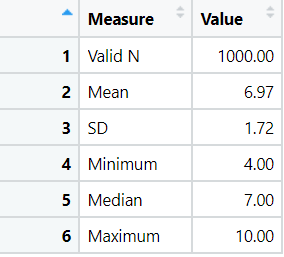 Measure Value
1 Valid N 1000.00
2 Mean 6.97
3 SD 1.72
4 Minimum 4.00
5 Median 7.00
6 Maximum 10.00